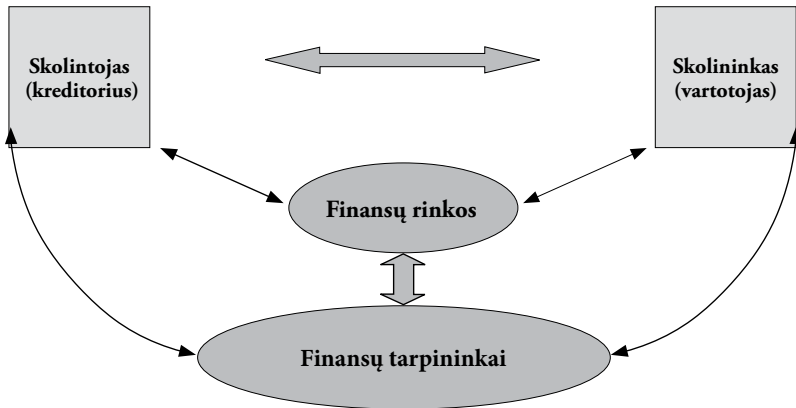 Skolintojas
(kreditorius)
Skolininkas
(vartotojas)
Finansų rinkos
Finansų tarpininkai